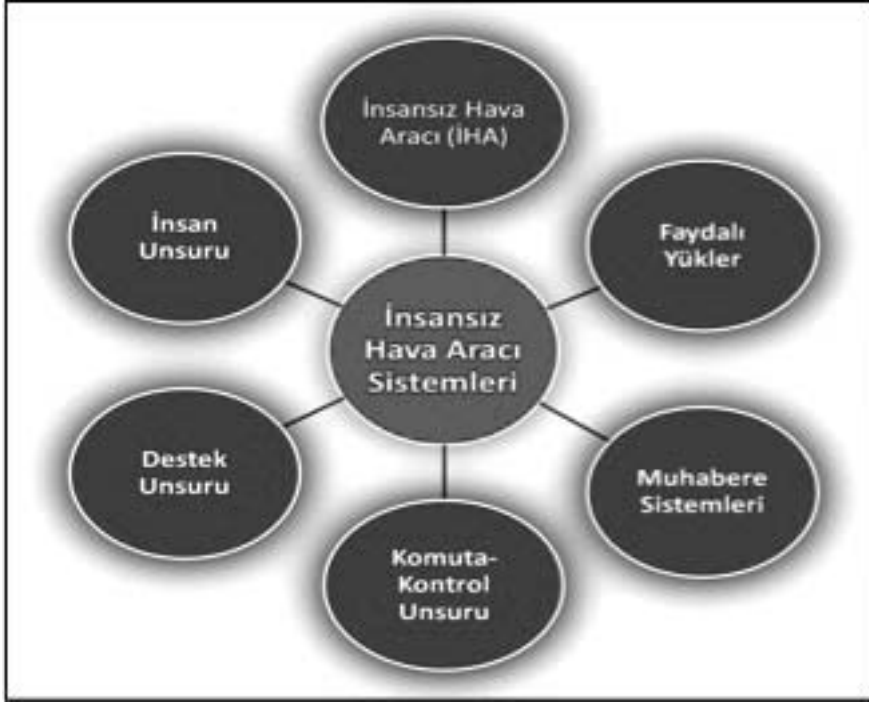 İnsansız Hava
Aracı (İHA)
Faydalı
Yükler
Muhabere
Sistemleri
Komuta-
Kontrol
Unsuru
Destek
Unsuru
İnsan
Unsuru
İnsansız
Hava Aracı
Sistemleri